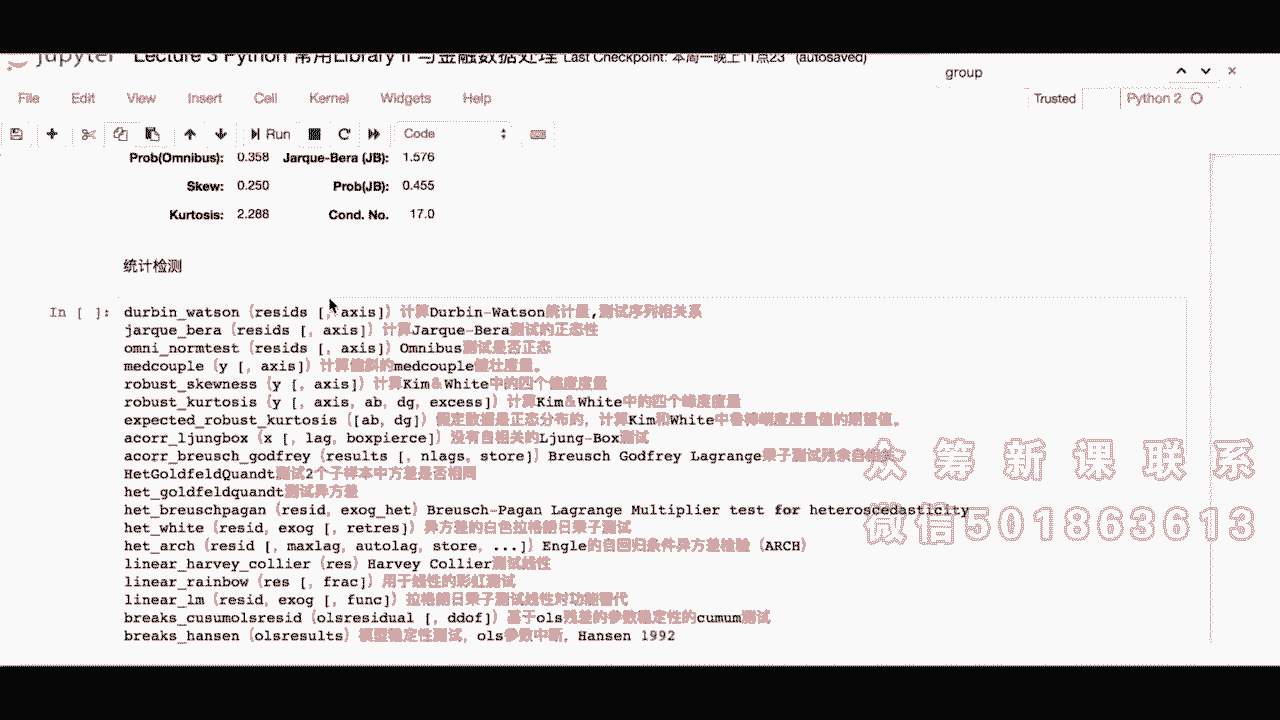 jupyter Lecture 3 Python 常用Library II 与金融数据处理 Last Checkpoint: 本周一晚上11点23 (autosaved)
group
File Edit View Insert Cell Kernel Widgets Help
Trusted Python 2
Run Code
Prob(Omnibus): 0.358 Jarque-Bera (JB): 1.576
Skew: 0.250 Prob(JB): 0.455
Kurtosis: 2.288 Cond. No. 17.0
统计检测
In [ ]: durbin_watson (resids [, axis]) 计算Durbin-Watson统计量,测试序列相关系
jarque_bera (resids [, axis]) 计算Jarque-Bera测试的正态性
omni_normtest (resids [, axis]) Omnibus测试是否正态
medcouple (y [, axis]) 计算偏斜的medcouple健壮度量。
robust_skewness (y [, axis]) 计算Kim＆White中的四个偏度度量
robust_kurtosis (y [, axis, ab, dg, excess]) 计算Kim＆White中的四个峰度度量
expected_robust_kurtosis ([ab, dg]) 假定数据是正态分布的，计算Kim和White中鲁棒峭度度量值的期望值。
acorr_ljungbox (x [, lag, boxpierce]) 没有自相关的Ljung-Box测试
acorr_breusch_godfrey (results [, nlags, store]) Breusch Godfrey Lagrange乘子测试残余自相关
HetGoldfeldQuandt测试2个子样本中方差是否相同
het_goldfeldquandt测试异方差
het_breuschpagan (resid, exog_het) Breusch-Pagan Lagrange Multiplier test for heteroscedasticity
het_white (resid, exog [, retres]) 异方差的白色拉格朗日乘子测试
het_arch (resid [, maxlag, autolag, store, ...]) Engle的自回归条件异方差检验（ARCH）
linear_harvey_collier (res) Harvey Collier测试线性
linear_rainbow (res [, frac]) 用于线性的彩虹测试
linear_lm (resid, exog [, func]) 拉格朗日乘子测试线性对功能替代
breaks_cusumolsresid (olsresidual [, ddof]) 基于ols残差的参数稳定性的cumum测试
breaks_hansen (olsresults) 模型稳定性测试，ols参数中断，Hansen 1992
众筹新课联系
微信501863613